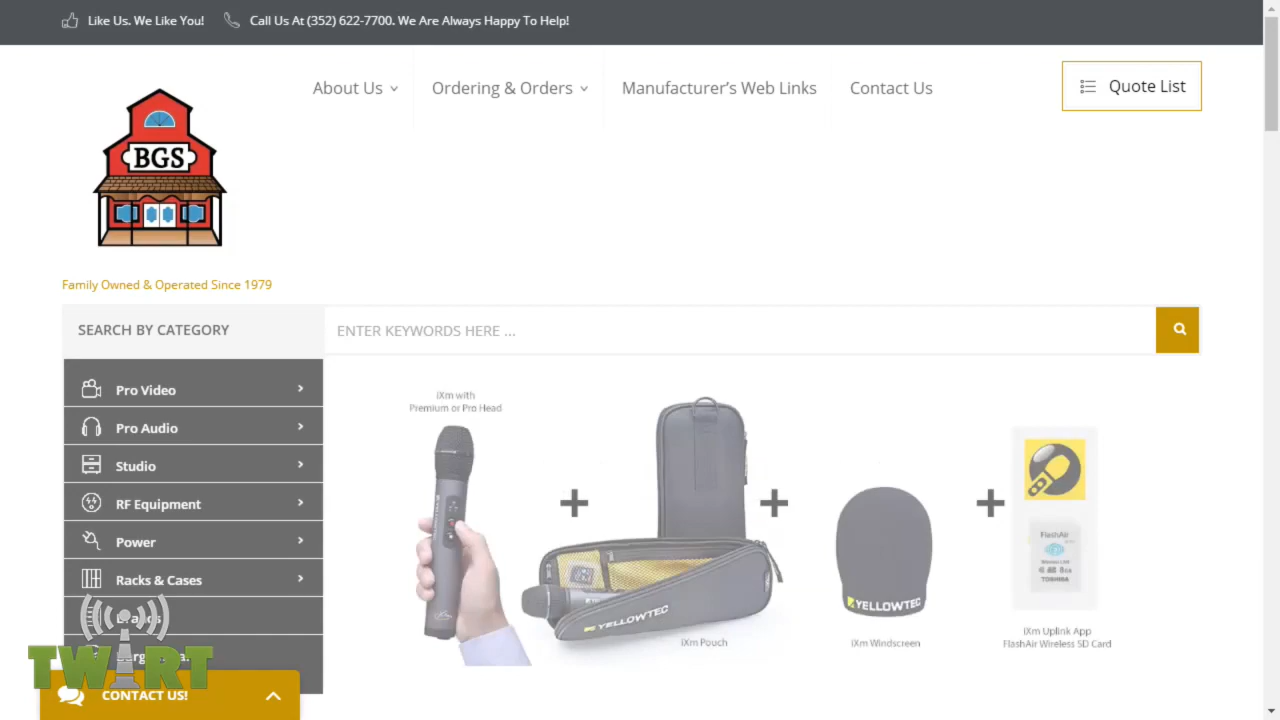 Like Us. We Like You!
Call Us At (352) 622-7700. We Are Always Happy To Help!
About Us
Ordering & Orders
Manufacturer’s Web Links
Contact Us
Quote List
BGS
Family Owned & Operated Since 1979
SEARCH BY CATEGORY
ENTER KEYWORDS HERE ...
Pro Video
Pro Audio
Studio
RF Equipment
Power
Racks & Cases
TWiRT
CONTACT US!
iXm with
Premium or Pro Head
YELLOWTEC
iXm Pouch
YELLOWTEC
iXm Windscreen
FlashAir
TOSHIBA
iXm Uplink App
FlashAir Wireless SD Card